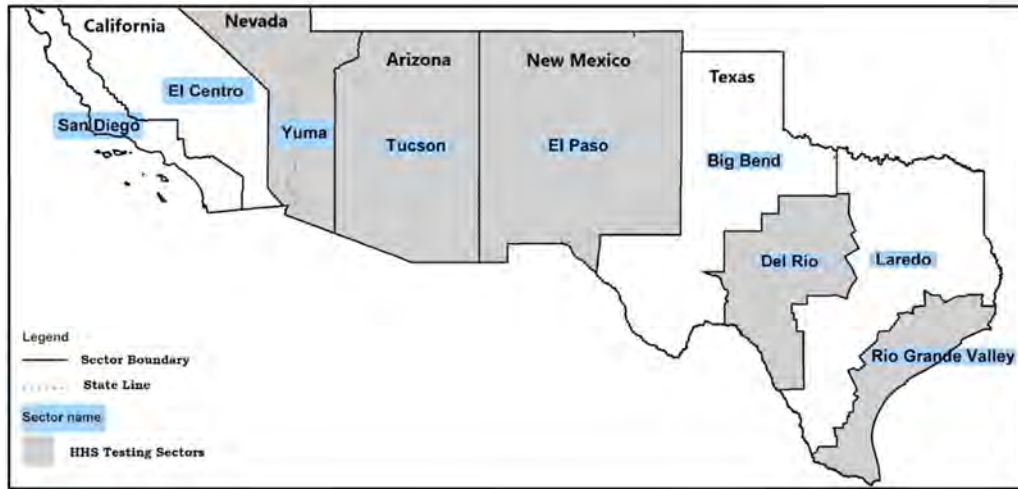 California
Nevada
Arizona
New Mexico
Texas
El Centro
San Diego
Yuma
Tucson
El Paso
Big Bend
Del Rio
Laredo
Rio Grande Valley
Legend
Sector Boundary
State Line
Sector name
HHS Testing Sectors